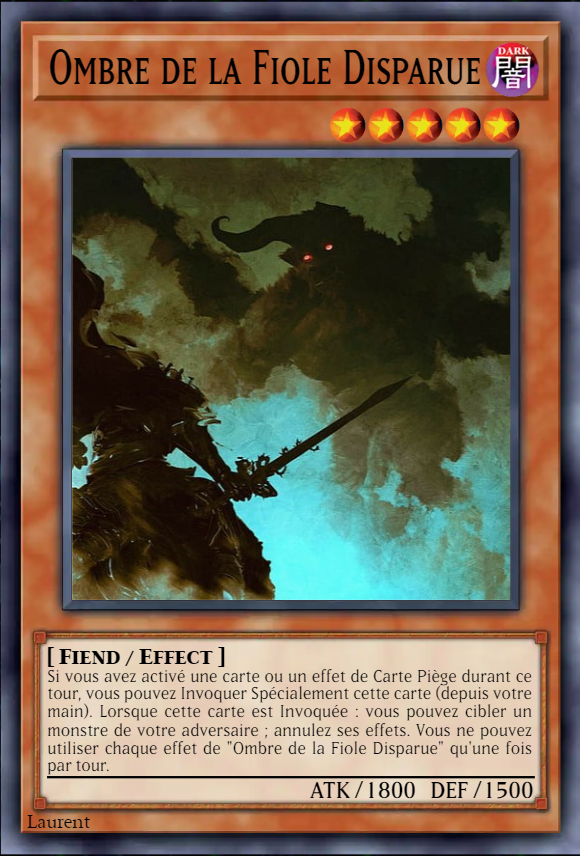 Ombre de la Fiole Disparue
DARK
闇
[ Fiend / Effect ]
Si vous avez activé une carte ou un effet de Carte Piège durant ce
tour, vous pouvez Invoquer Spécialement cette carte (depuis votre
main). Lorsque cette carte est Invoquée : vous pouvez cibler un
monstre de votre adversaire ; annulez ses effets. Vous ne pouvez
utiliser chaque effet de "Ombre de la Fiole Disparue" qu'une fois
par tour.
ATK / 1800 DEF / 1500
Laurent